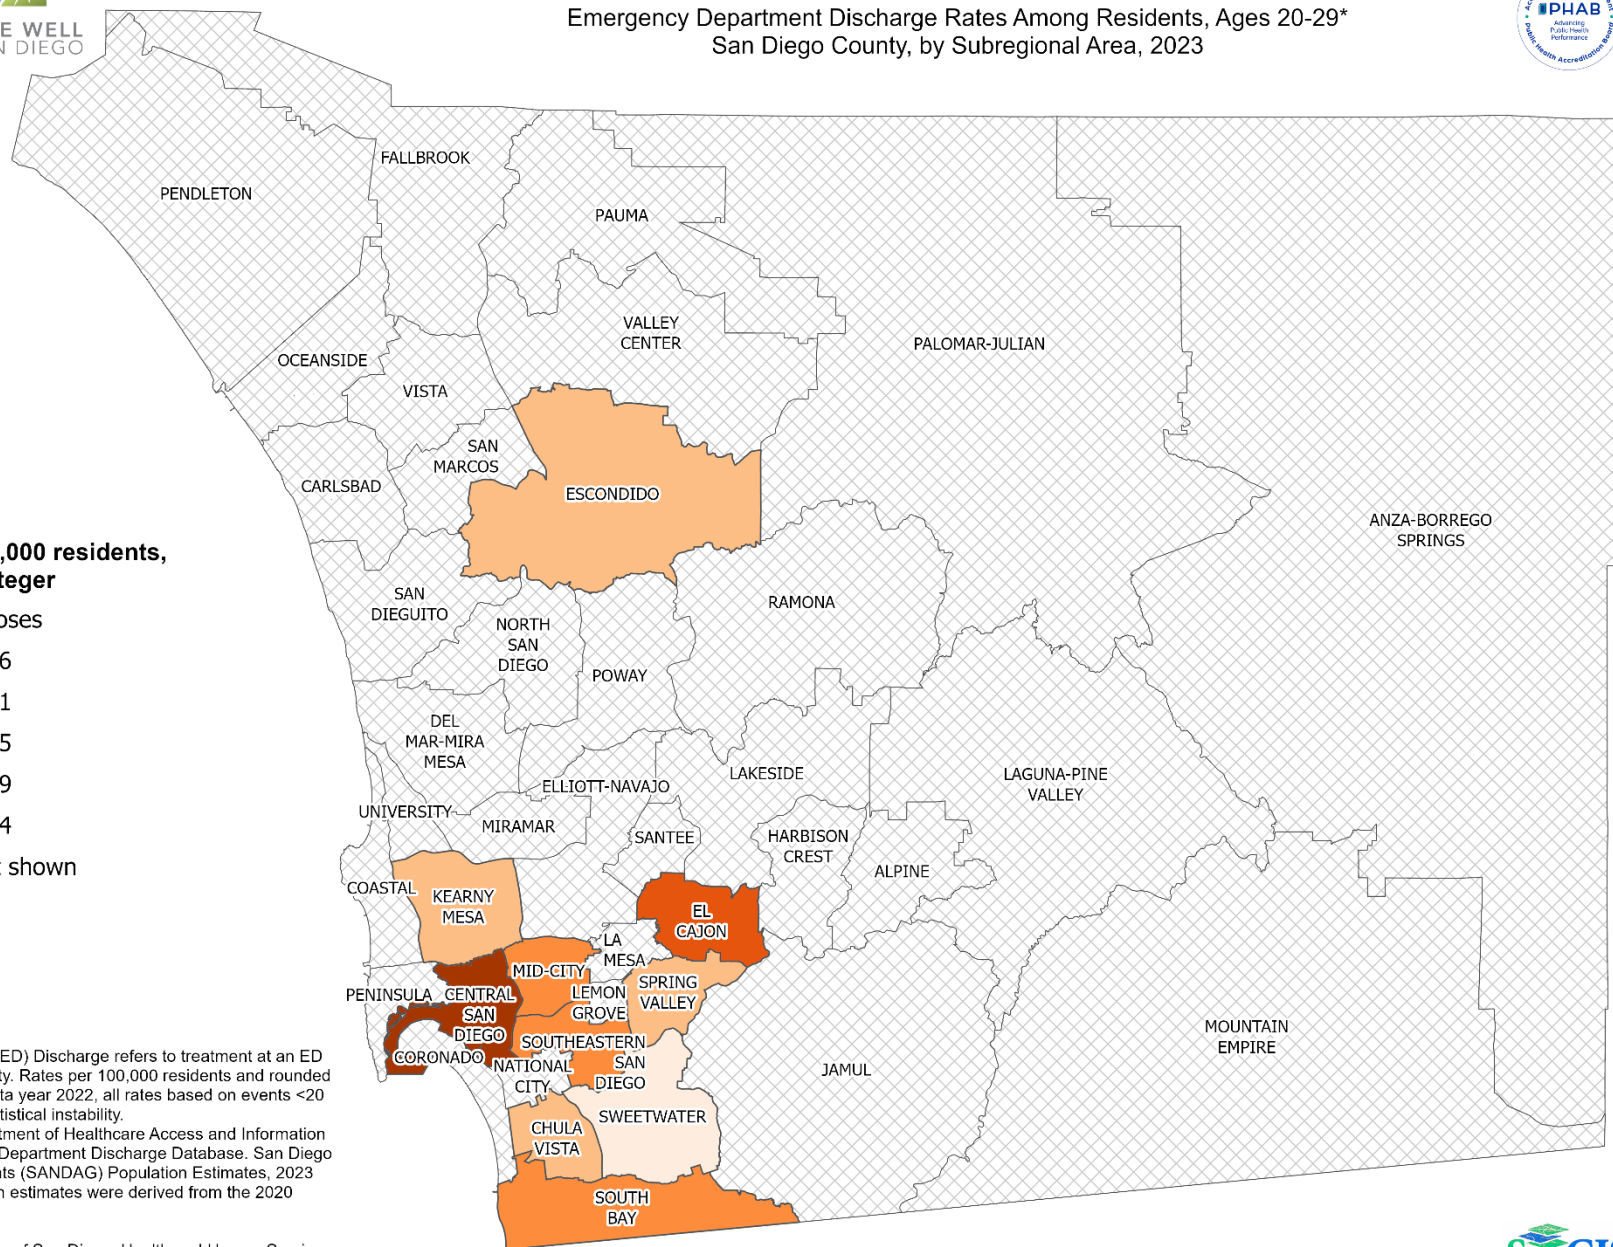 E WELL
N DIEGO
Emergency Department Discharge Rates Among Residents, Ages 20-29*
San Diego County, by Subregional Area, 2023
PHAB
Advancing
Public Health
Performance
Public Health Accreditation Board
FALLBROOK
PENDLETON
PAUMA
VALLEY
CENTER
PALOMAR-JULIAN
OCEANSIDE
VISTA
SAN
MARCOS
CARLSBAD
ESCONDIDO
ANZA-BORREGO
SPRINGS
,000 residents,
teger
oses
6
1
5
9
4
t shown
SAN
DIEGUITO
RAMONA
NORTH
SAN
DIEGO
POWAY
DEL
MAR-MIRA
MESA
LAKESIDE
LAGUNA-PINE
VALLEY
ELLIOTT-NAVAJO
UNIVERSITY
MIRAMAR
SANTEE
HARBISON
CREST
ALPINE
COASTAL
KEARNY
MESA
EL
CAJON
LA
MESA
MID-CITY
SPRING
VALLEY
PENINSULA
CENTRAL
SAN
DIEGO
LEMON
GROVE
MOUNTAIN
EMPIRE
SOUTHEASTERN
SAN
DIEGO
CORONADO
NATIONAL
CITY
JAMUL
SWEETWATER
CHULA
VISTA
SOUTH
BAY
ED) Discharge refers to treatment at an ED
ty. Rates per 100,000 residents and rounded
ta year 2022, all rates based on events <20
tistical instability.
tment of Healthcare Access and Information
Department Discharge Database. San Diego
nts (SANDAG) Population Estimates, 2023
n estimates were derived from the 2020